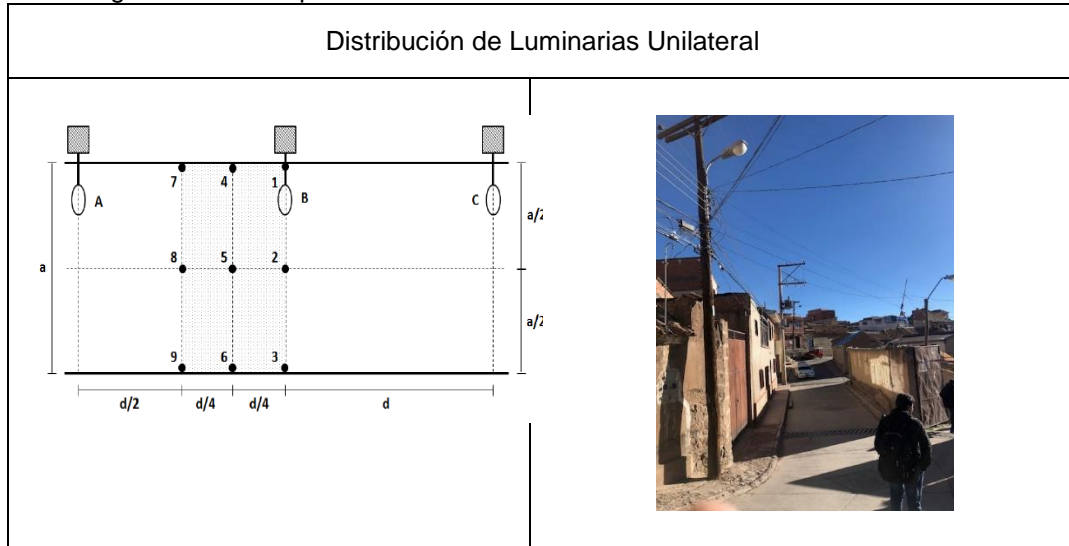 Distribución de Luminarias Unilateral
A
7
4
1
B
C
a/2
a
8
5
2
a/2
9
6
3
d/2
d/4
d/4
d